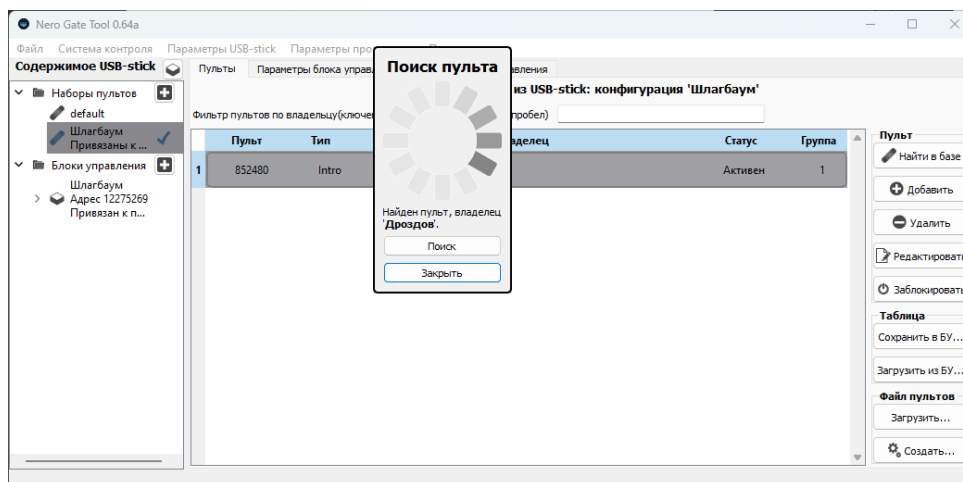 Nero Gate Tool 0.64a
Файл Система контроля Параметры USB-stick Параметры про
Содержимое USB-stick
Наборы пультов
default
Шлагбаум
Привязаны к ...
Блоки управления
Шлагбаум
Адрес 12275269
Привязан к п...
Пульты Параметры блока управ
из USB-stick: конфигурация 'Шлагбаум'
Фильтр пультов по владельцу(ключе пробел)
Пульт Тип Статус Группа
1 852480 Intro Активен 1
Поиск пульта
Найден пульт, владелец
'Дроздов'.
Поиск
Закрыть
Пульт
Найти в базе
Добавить
Удалить
Редактировать
Заблокировать
Таблица
Сохранить в БУ...
Загрузить из БУ...
Файл пультов
Загрузить...
Создать...